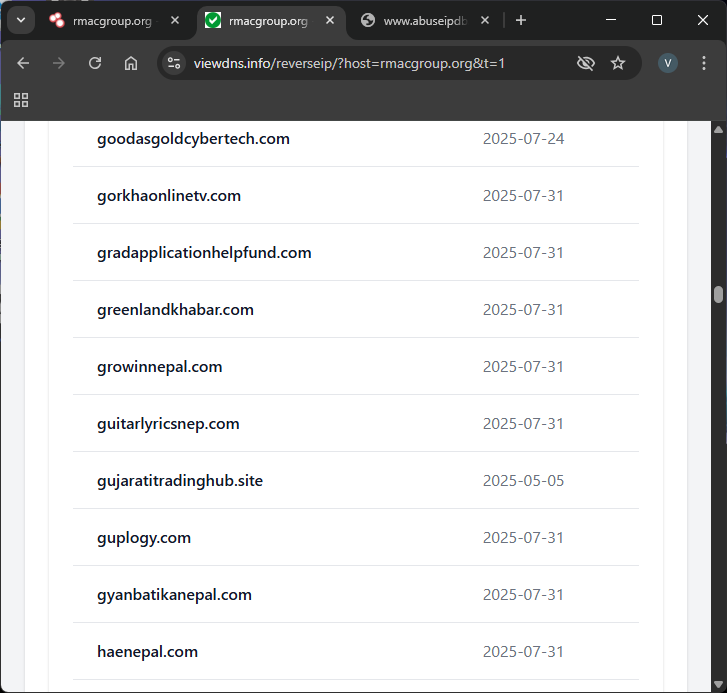 rmacgroup.org
rmacgroup.org
www.abuseipdb
viewdns.info/reverseip/?host=rmacgroup.org&t=1
V
goodasgoldcybertech.com 2025-07-24
gorkhaonlinetv.com 2025-07-31
gradapplicationhelpfund.com 2025-07-31
greenlandkhabar.com 2025-07-31
growinnepal.com 2025-07-31
guitarlyricsnep.com 2025-07-31
gujaratitradinghub.site 2025-05-05
guplogy.com 2025-07-31
gyanbatikanepal.com 2025-07-31
haenepal.com 2025-07-31